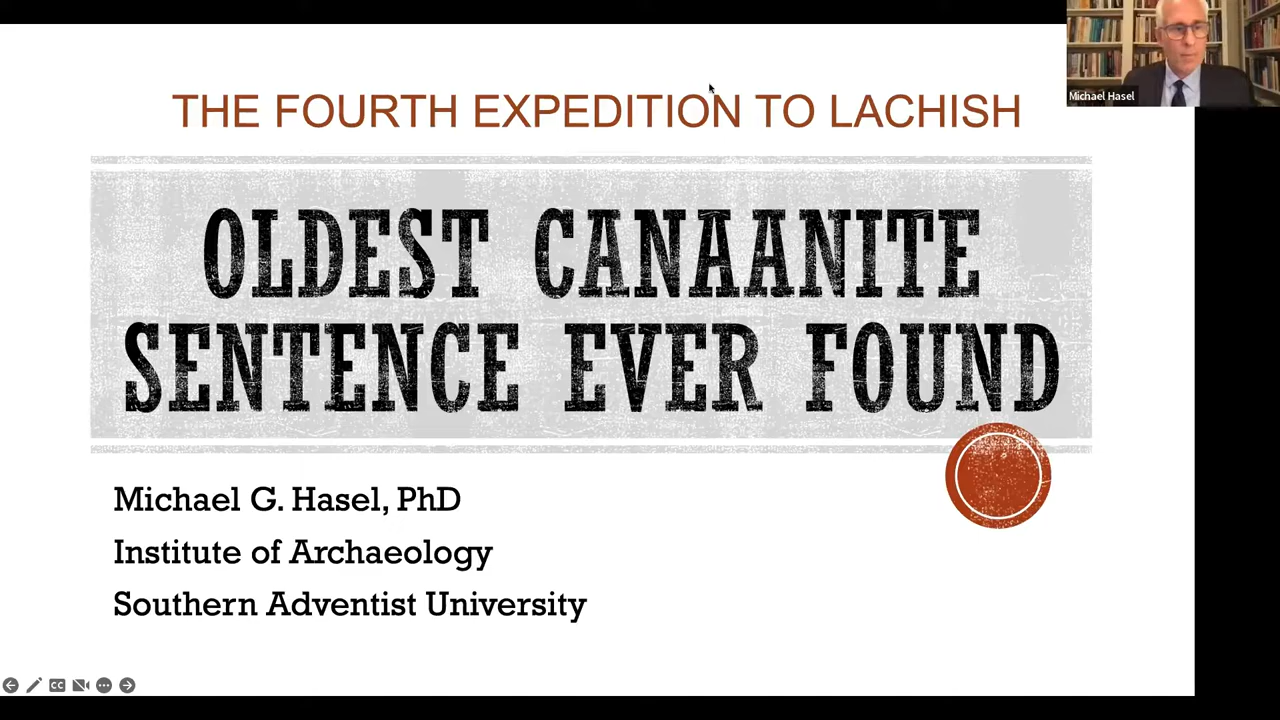 THE FOURTH EXPEDITION TO LACHISH
Michael Hasel
OLDEST CANAANITE
SENTENCE EVER FOUND
Michael G. Hasel, PhD
Institute of Archaeology
Southern Adventist University
CC